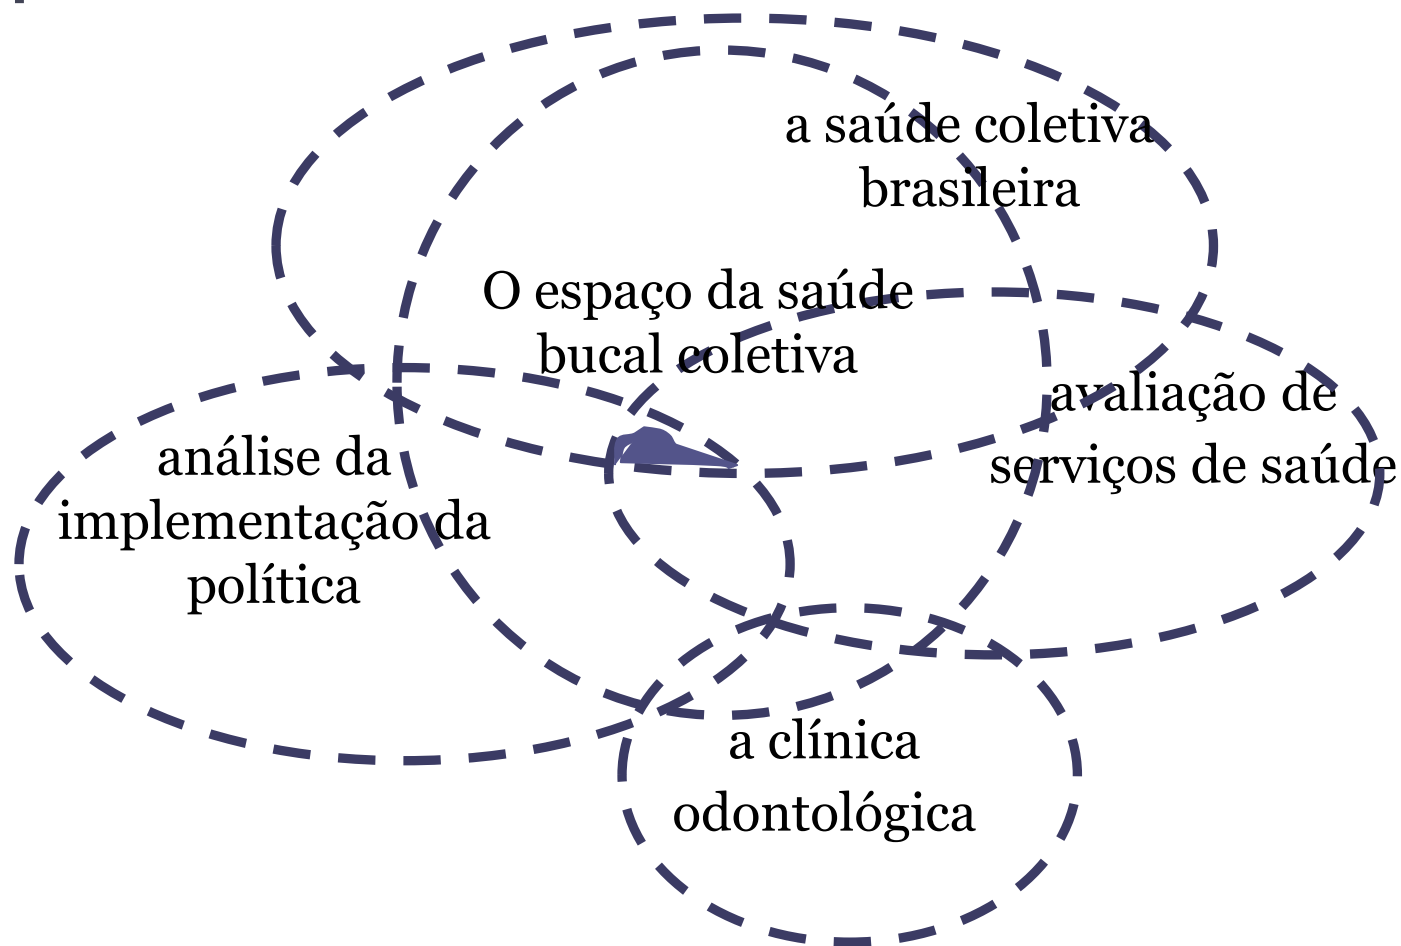 a saúde coletiva
brasileira
O espaço da saúde
bucal coletiva
avaliação de
serviços de saúde
análise da
implementação da
política
a clínica
odontológica